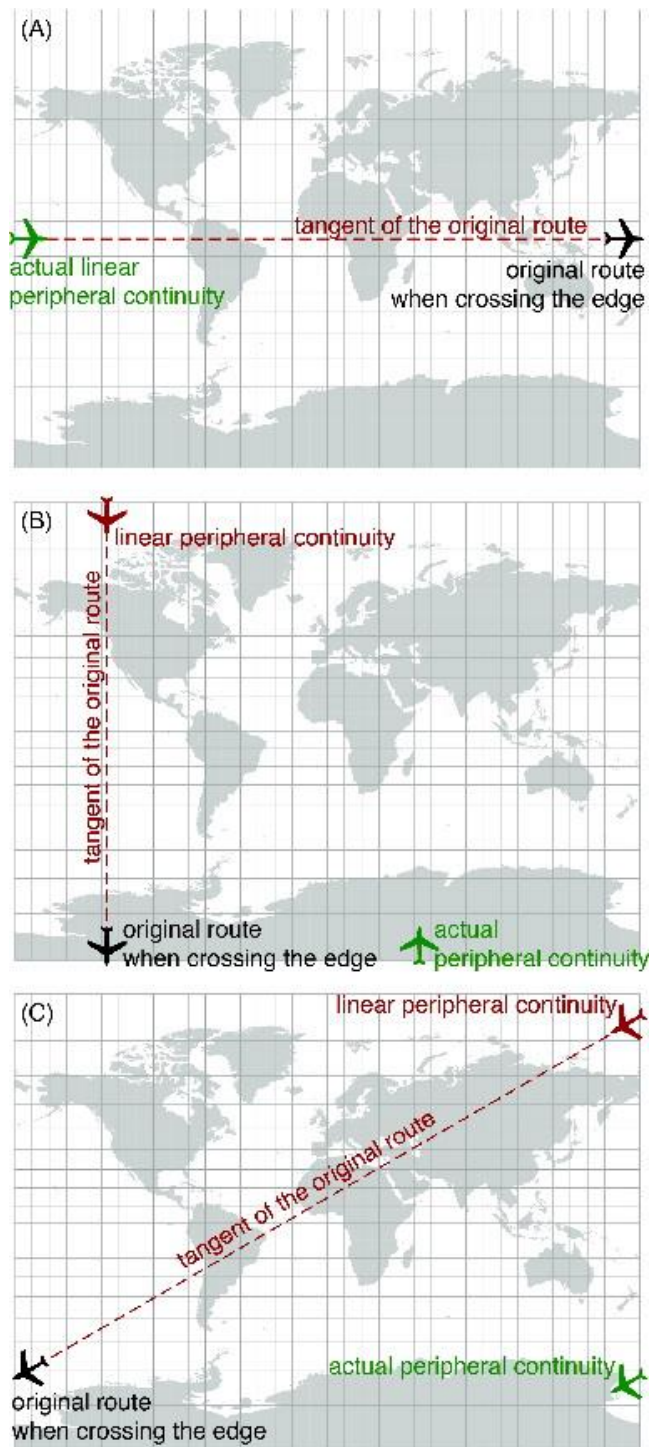 (A)
tangent of the original route
actual linear
peripheral continuity
original route
when crossing the edge
(B)
linear peripheral continuity
tangent of the original route
original route
when crossing the edge
actual
peripheral continuity
(C)
linear peripheral continuity
tangent of the original route
actual peripheral continuity
original route
when crossing the edge